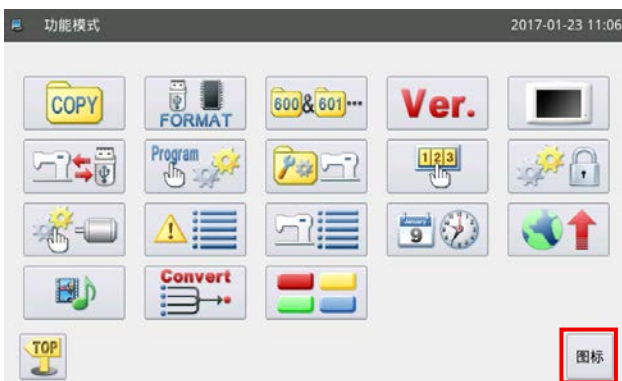 功能模式 2017-01-23 11:06
COPY FORMAT 600&601··· Ver.
Program 123
January 9
Convert
TOP 图标